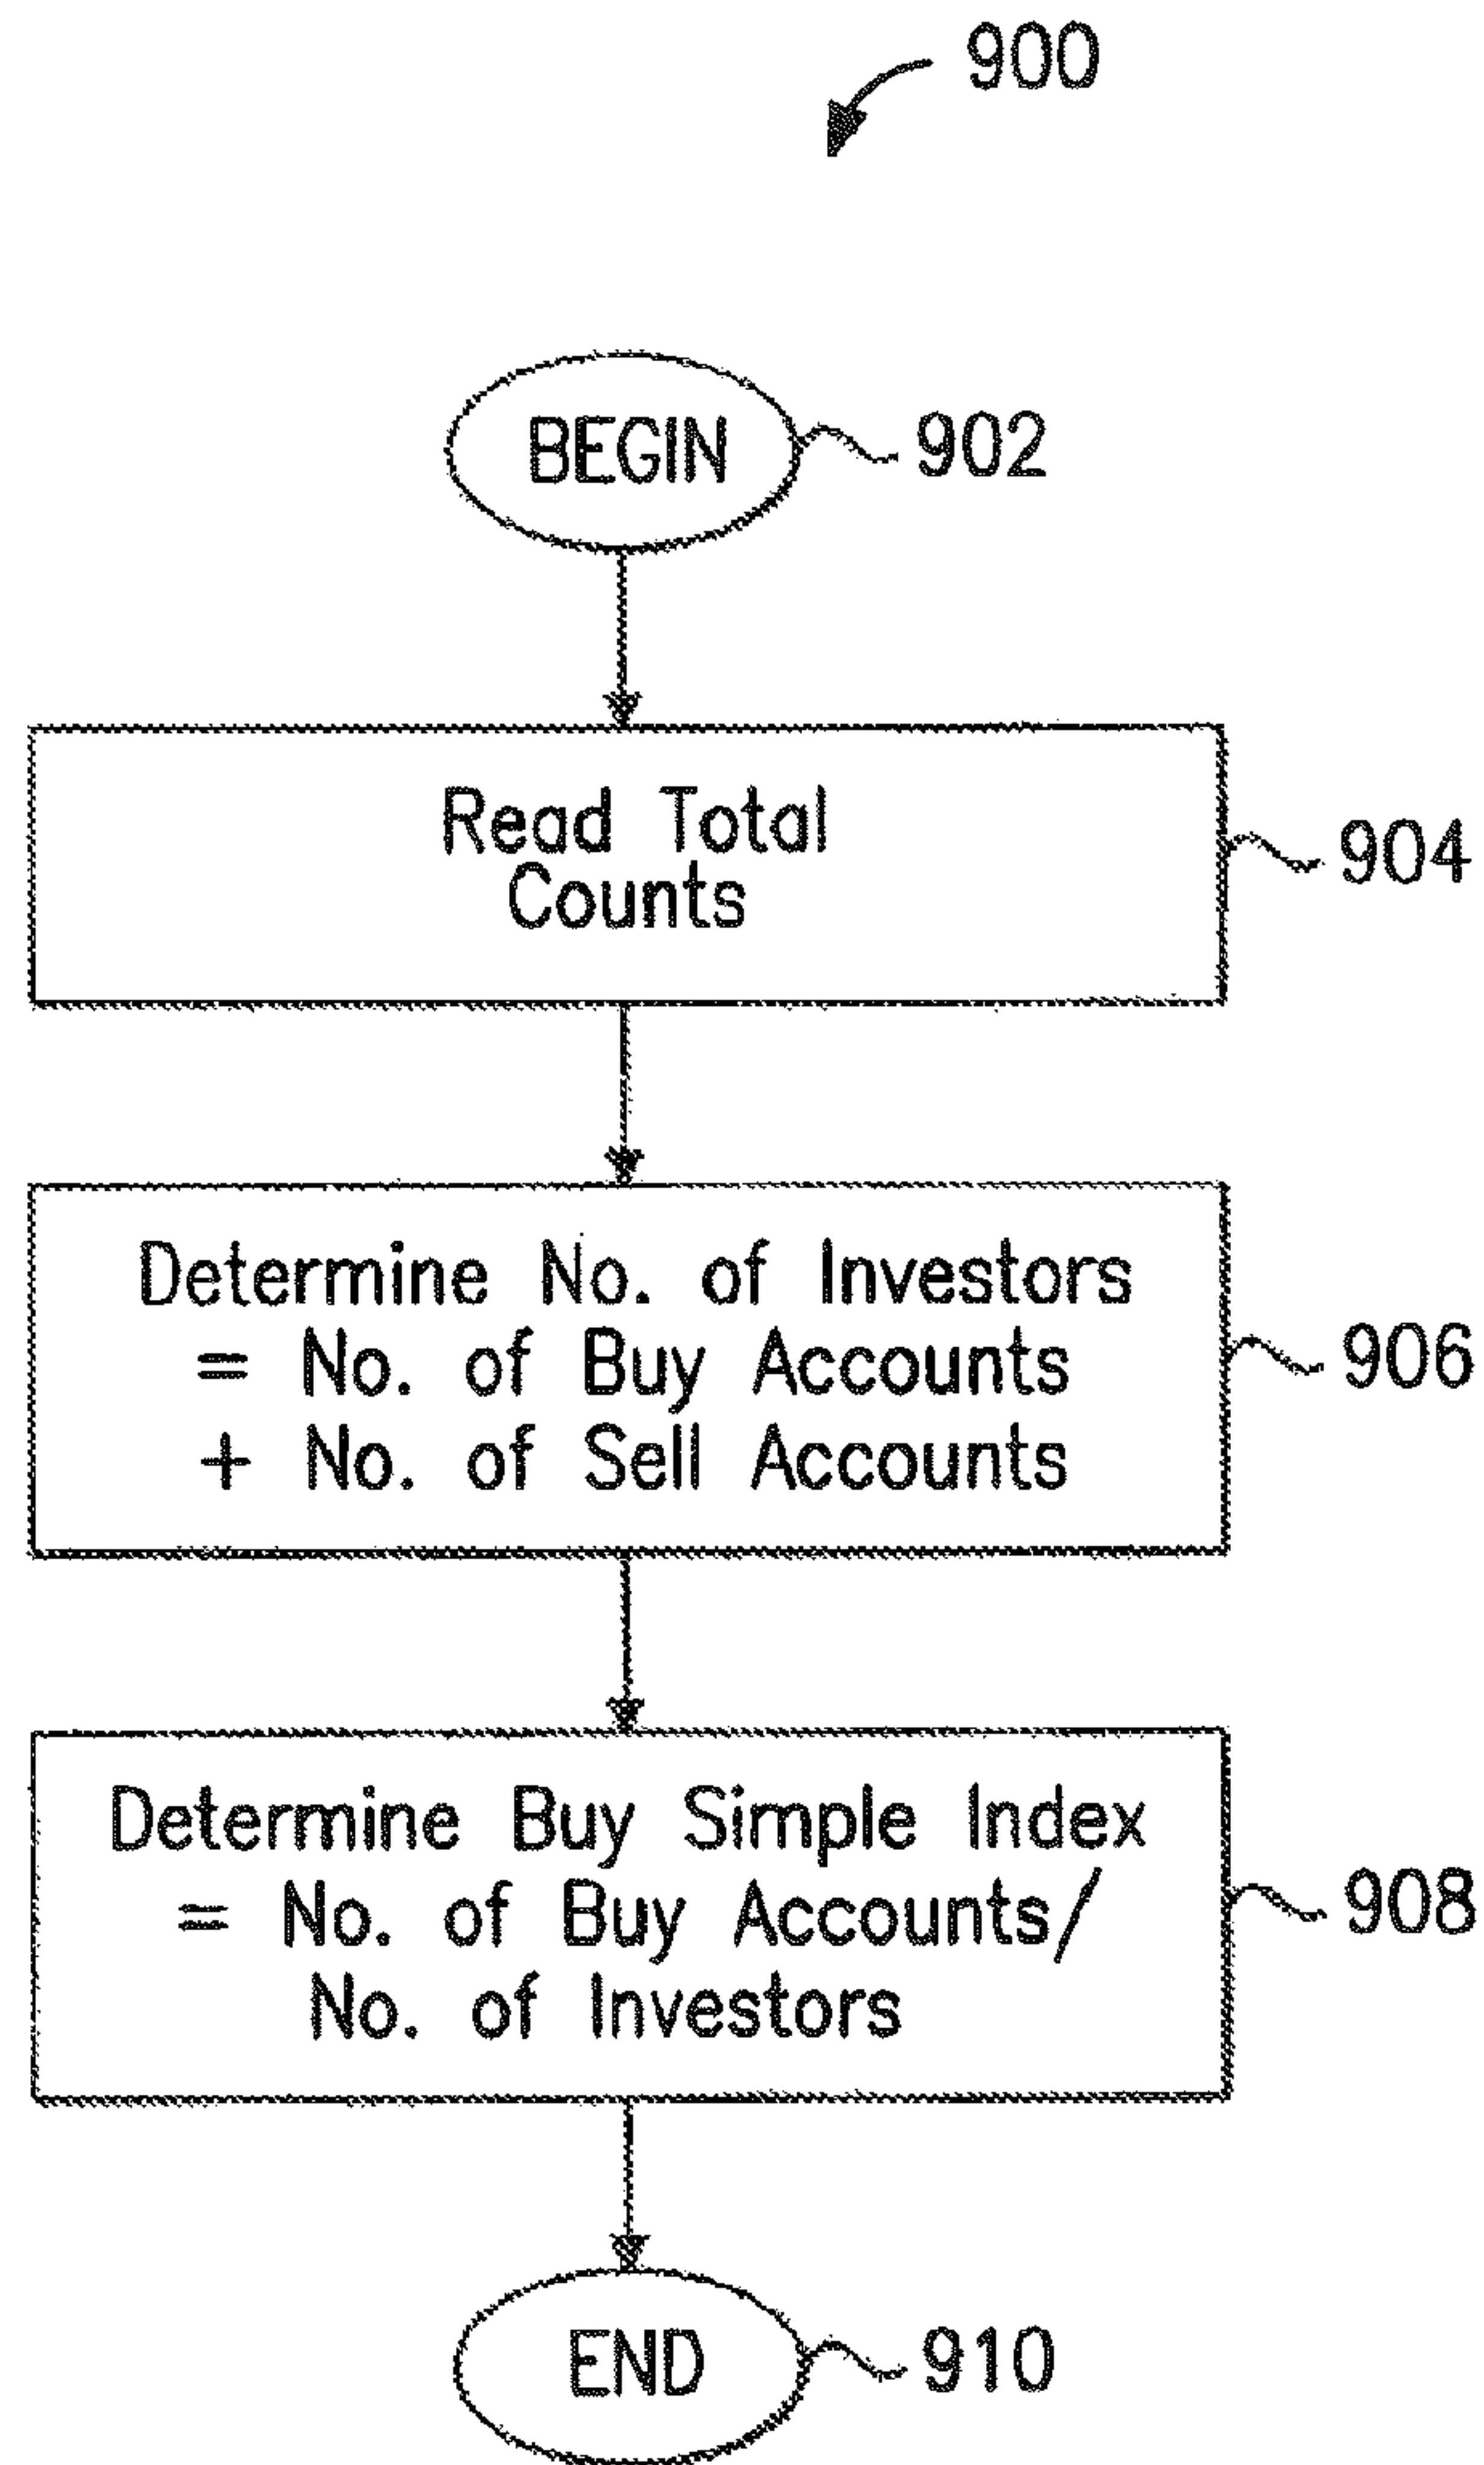 900
BEGIN
902
Read Total
Counts
904
Determine No. of Investors
= No. of Buy Accounts
+ No. of Sell Accounts
906
Determine Buy Simple Index
= No. of Buy Accounts/
No. of Investors
908
END
910